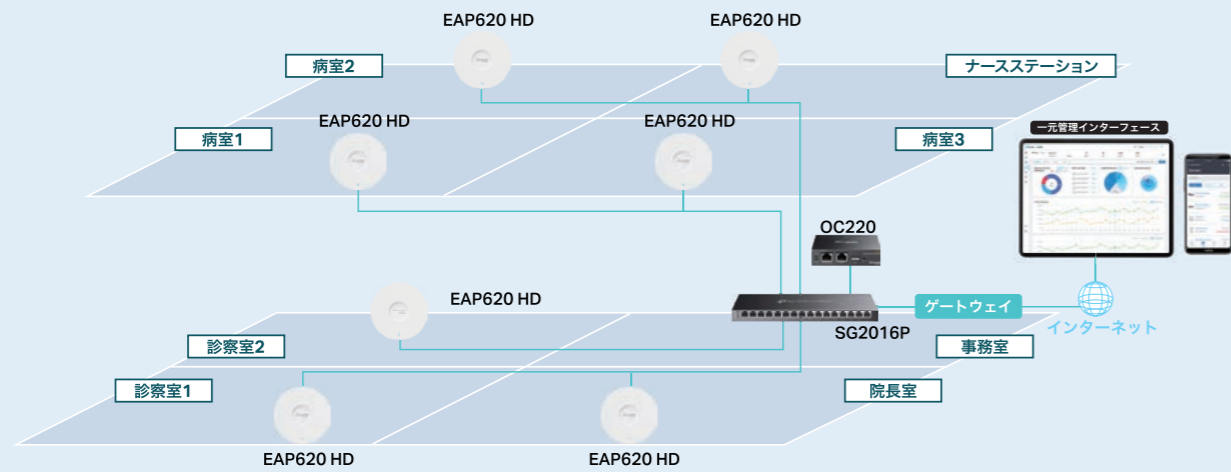 EAP620 HD
EAP620 HD
病室2
ナースステーション
EAP620 HD
EAP620 HD
病室1
病室3
一元管理インターフェース
OC220
EAP620 HD
SG2016P
ゲートウェイ
インターネット
診察室2
事務室
診察室1
院長室
EAP620 HD
EAP620 HD